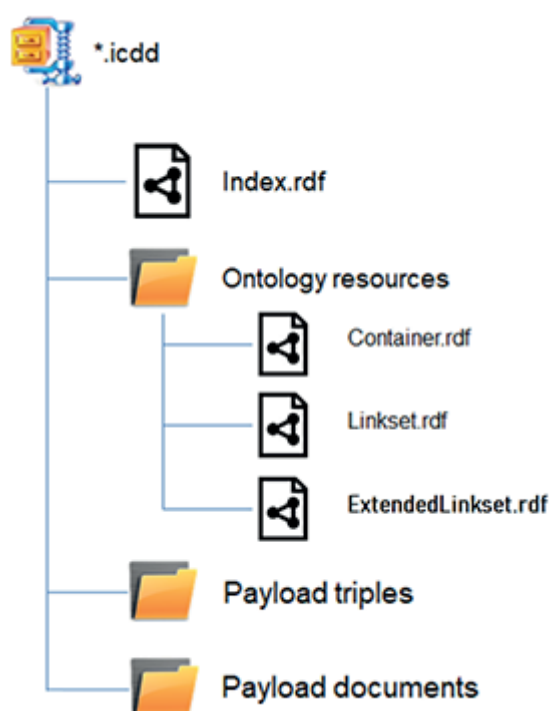 *.icdd
Index.rdf
Ontology resources
Container.rdf
Linkset.rdf
ExtendedLinkset.rdf
Payload triples
Payload documents